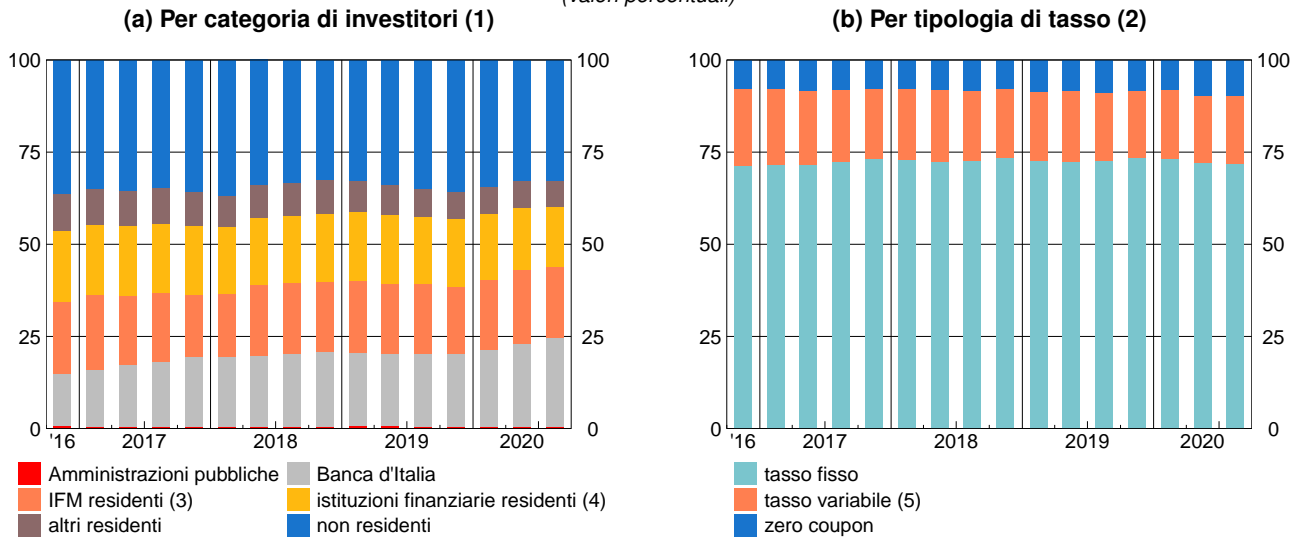 (valori percentuali)
(a) Per categoria di investitori (1)
100 100
75 75
50 50
25 25
0 0
'16 2017 2018 2019 2020
Amministrazioni pubbliche Banca d'Italia
IFM residenti (3) istituzioni finanziarie residenti (4)
altri residenti non residenti
(b) Per tipologia di tasso (2)
100 100
75 75
50 50
25 25
0 0
'16 2017 2018 2019 2020
tasso fisso
tasso variabile (5)
zero coupon